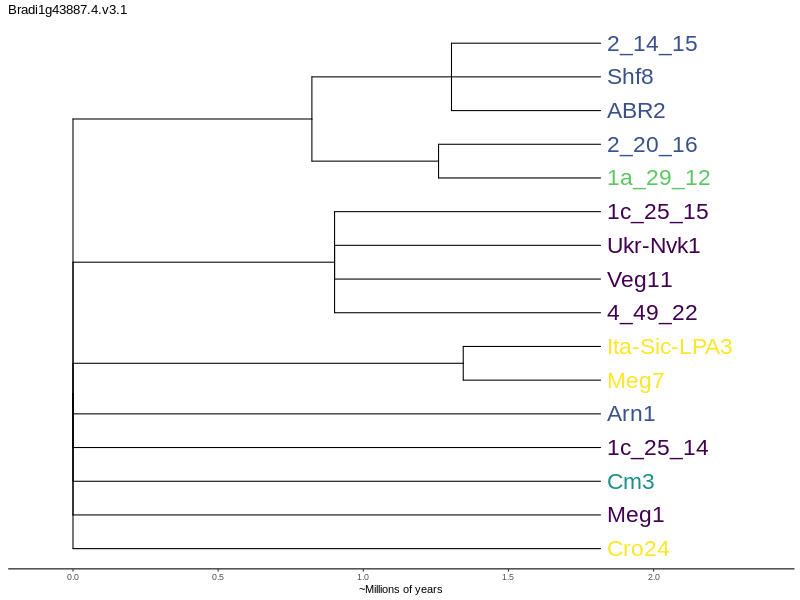 Bradi1g43887.4.v3.1
2_14_15
Shf8
ABR2
2_20_16
1a_29_12
1c_25_15
Ukr-Nvk1
Veg11
4_49_22
Ita-Sic-LPA3
Meg7
Arn1
1c_25_14
Cm3
Meg1
Cro24
0.0 0.5 1.0 1.5 2.0
~Millions of years